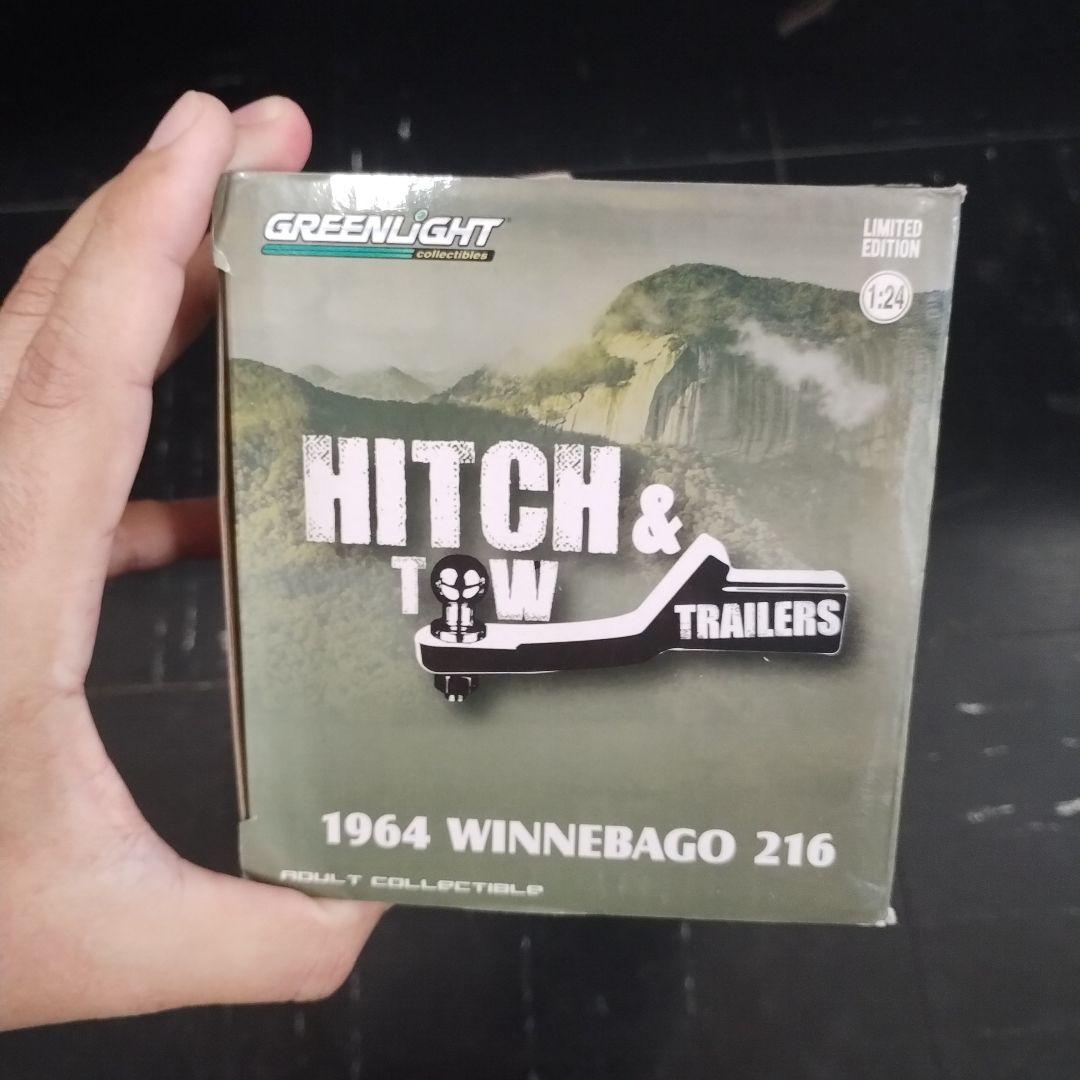 GREENLiGHT
collectibles
LIMITED
EDITION
1:24
HITCH &
TOW
TRAILERS
1964 WINNEBAGO 216
ADULT COLLECTIBLE